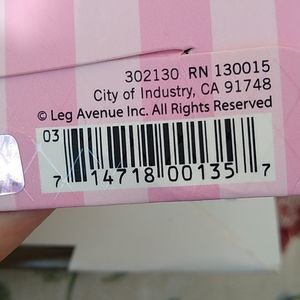 302130 RN 130015
City of Industry, CA 91748
© Leg Avenue Inc. All Rights Reserved
03
7 14718 00135 7